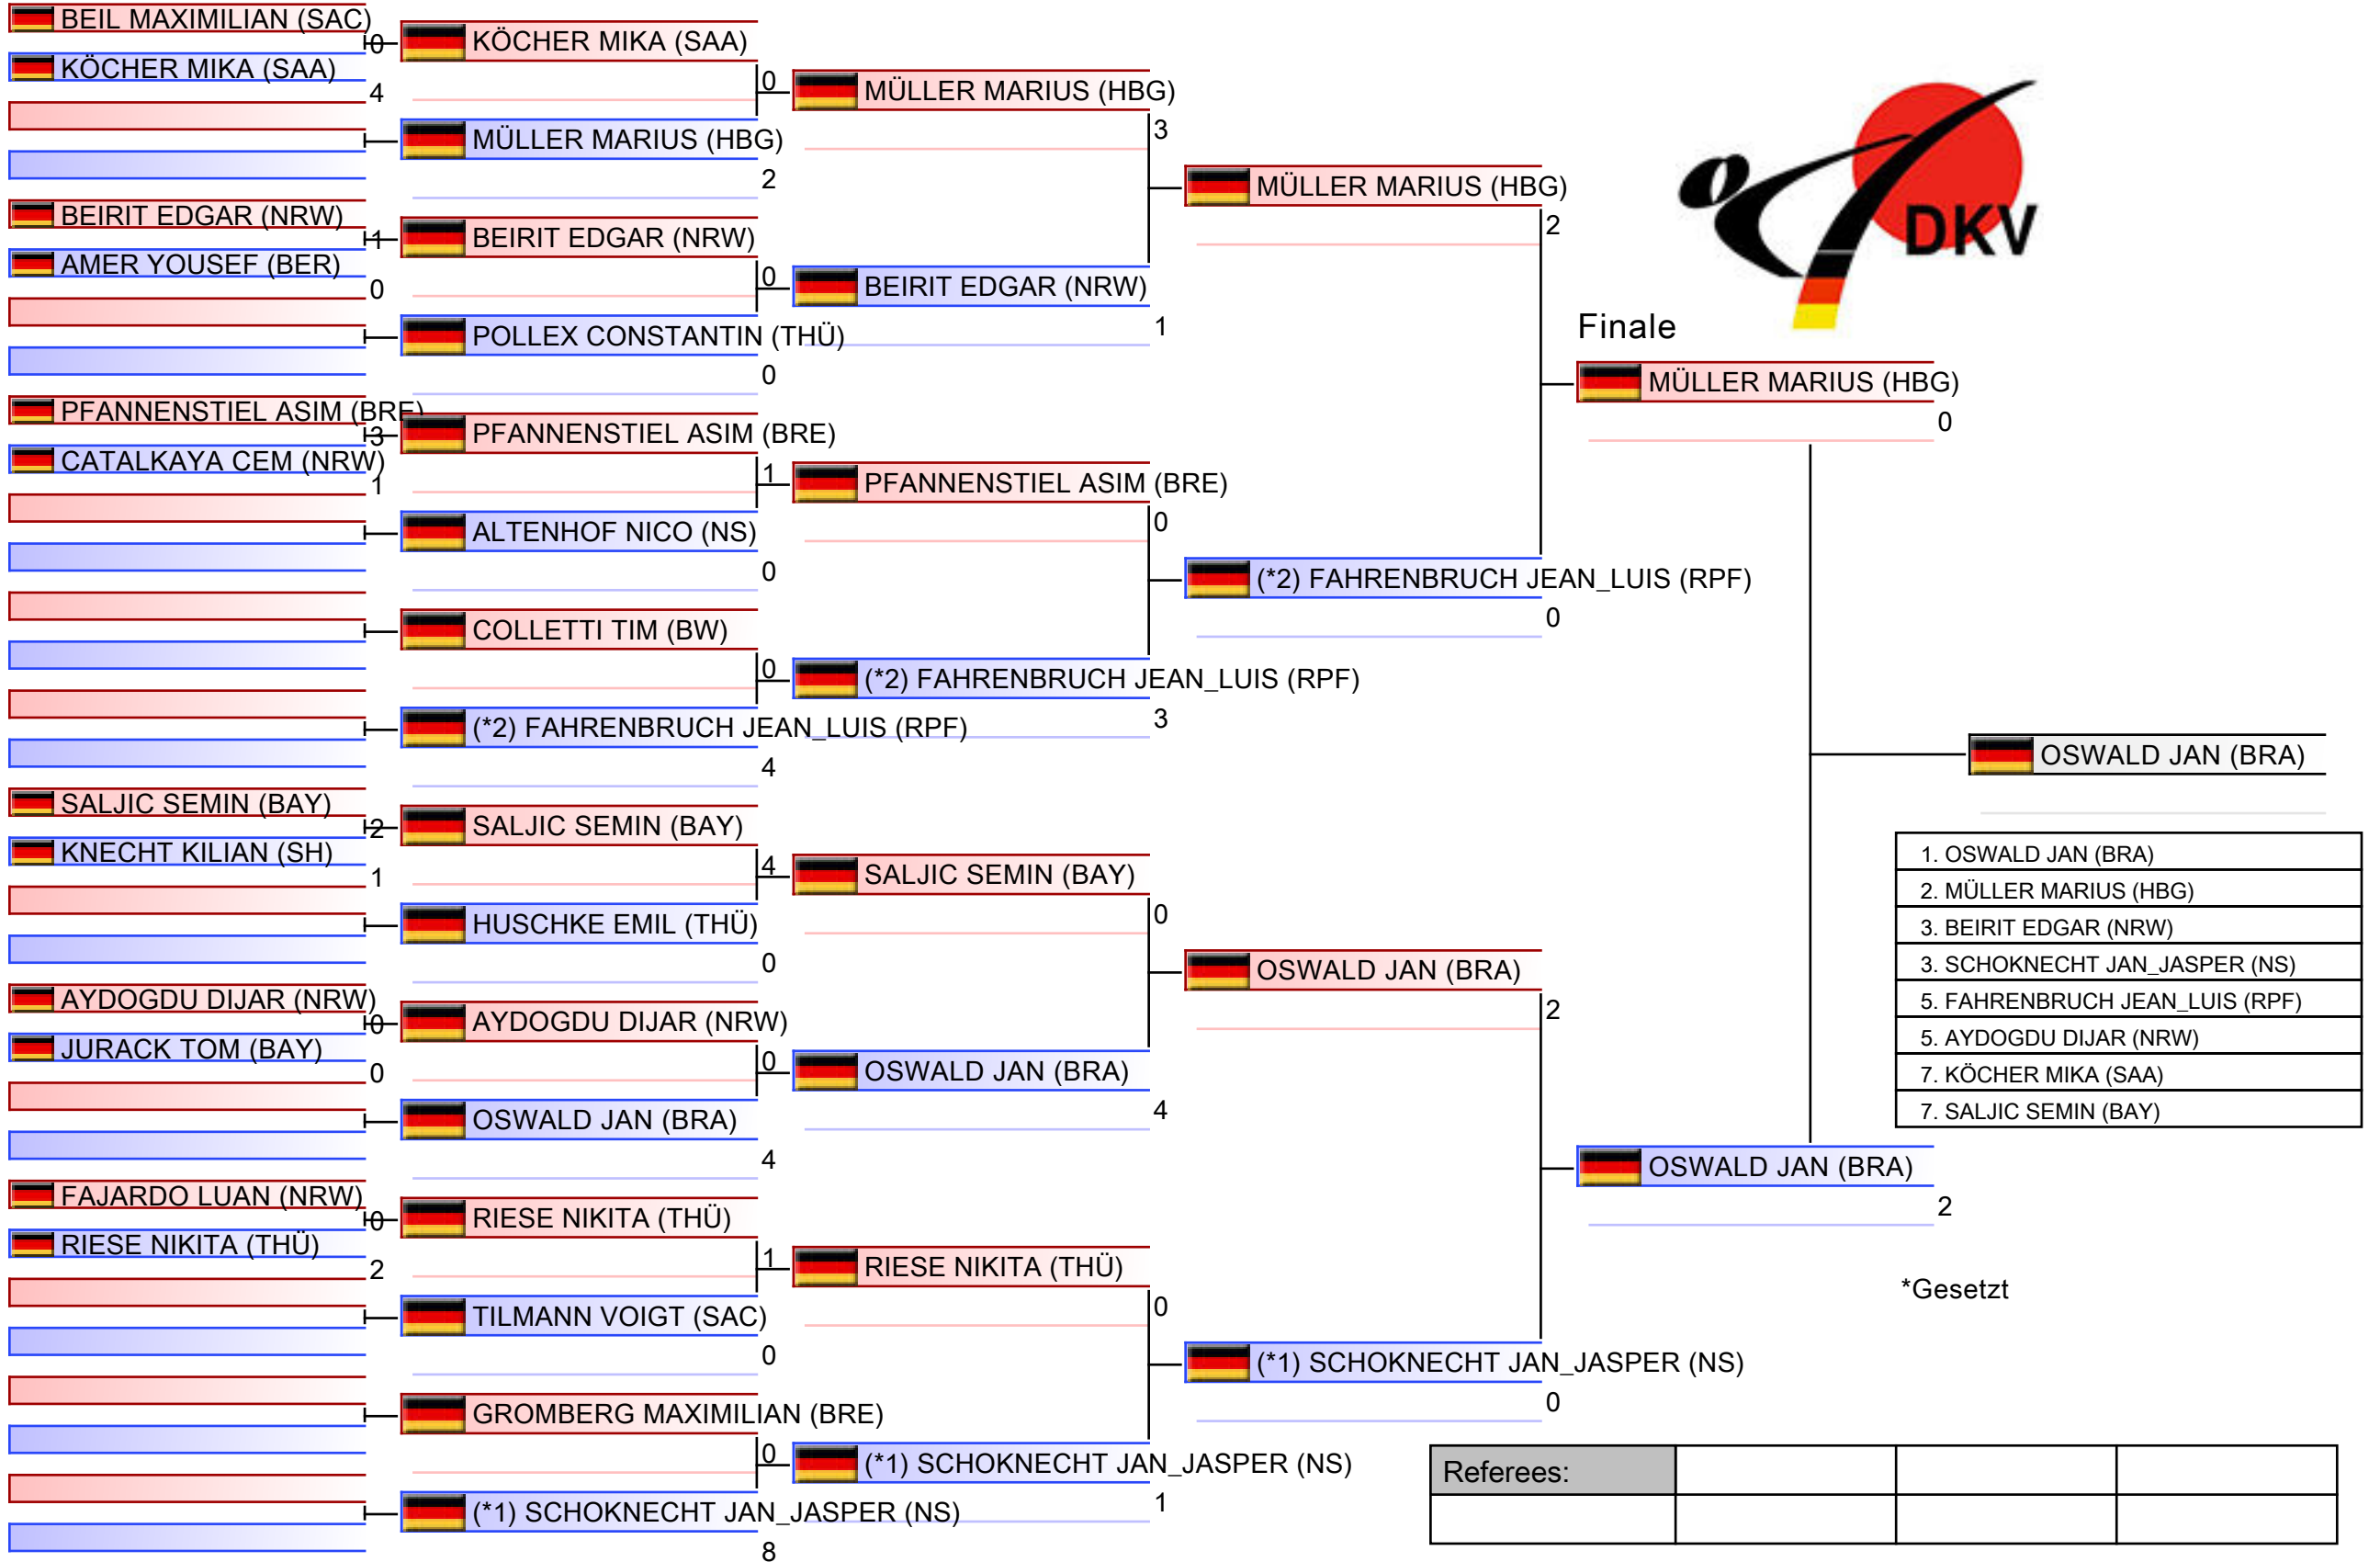 BEIL MAXIMILIAN (SAC)
0
KÖCHER MIKA (SAA)
4
BEIRIT EDGAR (NRW)
1
AMER YOUSEF (BER)
0
PFANNENSTIEL ASIM (BRE)
3
CATALKAYA CEM (NRW)
1
SALJIC SEMIN (BAY)
2
KNECHT KILIAN (SH)
1
AYDOGDU DIJAR (NRW)
0
JURACK TOM (BAY)
0
FAJARDO LUAN (NRW)
0
RIESE NIKITA (THÜ)
2
KÖCHER MIKA (SAA)
0
MÜLLER MARIUS (HBG)
2
BEIRIT EDGAR (NRW)
0
POLLEX CONSTANTIN (THÜ)
0
PFANNENSTIEL ASIM (BRE)
1
ALTENHOF NICO (NS)
0
COLLETTI TIM (BW)
0
(*2) FAHRENBRUCH JEAN_LUIS (RPF)
4
SALJIC SEMIN (BAY)
4
HUSCHKE EMIL (THÜ)
0
AYDOGDU DIJAR (NRW)
0
OSWALD JAN (BRA)
4
RIESE NIKITA (THÜ)
1
TILMANN VOIGT (SAC)
0
GROMBERG MAXIMILIAN (BRE)
0
(*1) SCHOKNECHT JAN_JASPER (NS)
8
MÜLLER MARIUS (HBG)
3
BEIRIT EDGAR (NRW)
1
PFANNENSTIEL ASIM (BRE)
0
(*2) FAHRENBRUCH JEAN_LUIS (RPF)
3
SALJIC SEMIN (BAY)
0
OSWALD JAN (BRA)
4
RIESE NIKITA (THÜ)
0
(*1) SCHOKNECHT JAN_JASPER (NS)
1
MÜLLER MARIUS (HBG)
2
(*2) FAHRENBRUCH JEAN_LUIS (RPF)
0
OSWALD JAN (BRA)
2
(*1) SCHOKNECHT JAN_JASPER (NS)
0
DKV
Finale
MÜLLER MARIUS (HBG)
0
OSWALD JAN (BRA)
2
OSWALD JAN (BRA)
1. OSWALD JAN (BRA)
2. MÜLLER MARIUS (HBG)
3. BEIRIT EDGAR (NRW)
3. SCHOKNECHT JAN_JASPER (NS)
5. FAHRENBRUCH JEAN_LUIS (RPF)
5. AYDOGDU DIJAR (NRW)
7. KÖCHER MIKA (SAA)
7. SALJIC SEMIN (BAY)
*Gesetzt
Referees: